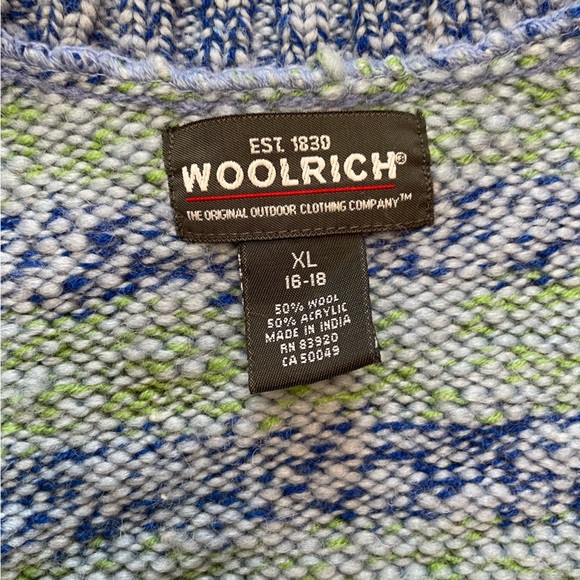 EST. 1830
WOOLRICH®
THE ORIGINAL OUTDOOR CLOTHING COMPANY™
XL
16-18
50% WOOL
50% ACRYLIC
MADE IN INDIA
RN 83920
CA 50049